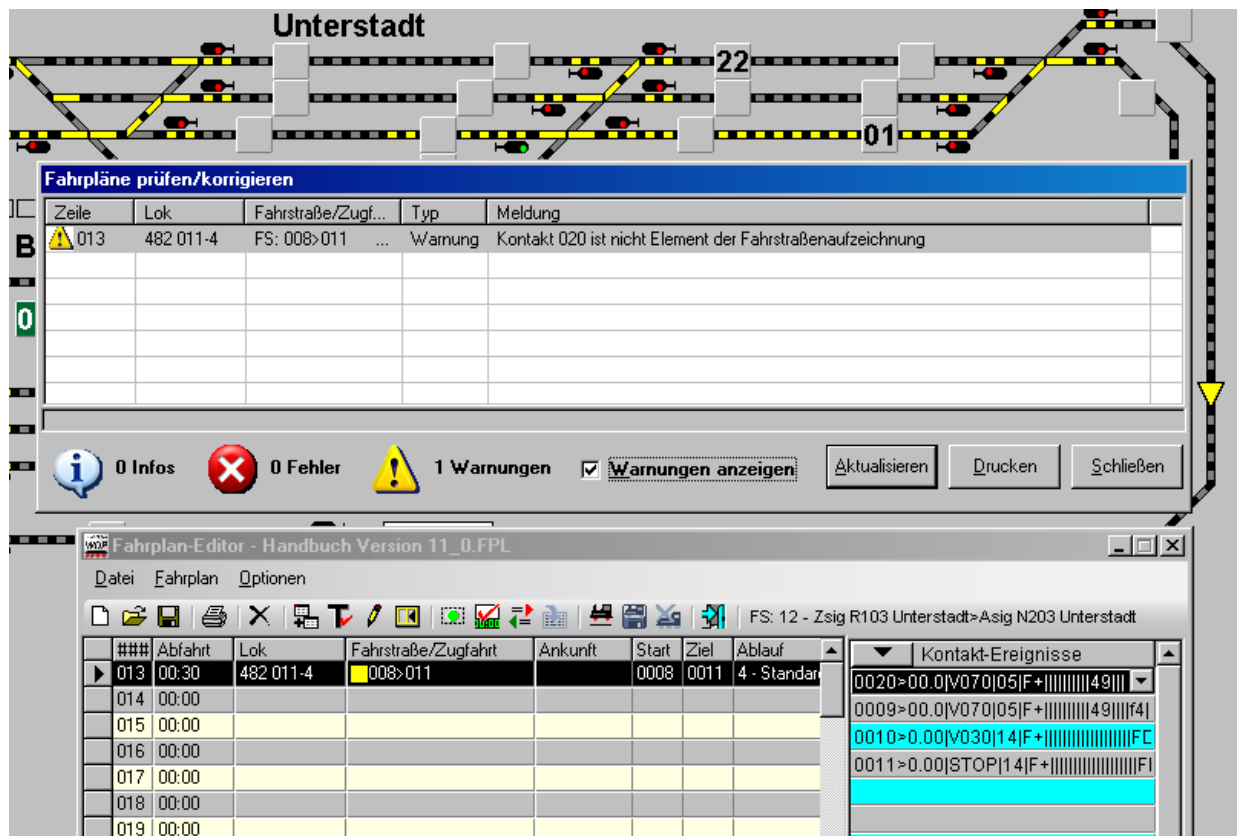 Unterstadt
22
01
Fahrpläne prüfen/korrigieren
Zeile Lok Fahrstraße/Zugf... Typ Meldung
013 482 011-4 FS: 008>011 ... Warnung Kontakt 020 ist nicht Element der Fahrstraßenaufzeichnung
B
0
0 Infos 0 Fehler 1 Warnungen Warnungen anzeigen Aktualisieren Drucken Schließen
Fahrplan-Editor - Handbuch Version 11_0.FPL
Datei Fahrplan Optionen
FS: 12 - Zsig R103 Unterstadt>Asig N203 Unterstadt
### Abfahrt Lok Fahrstraße/Zugfahrt Ankunft Start Ziel Ablauf Kontakt-Ereignisse
013 00:30 482 011-4 008>011 0008 0011 4 - Standard
0020>00.0|V070|05|F+||||||||||49|||
014 00:00
0009>00.0|V070|05|F+||||||||||49||||f4|
015 00:00
0010>0.00|V030|14|F+|||||||||||||||||||FD
016 00:00
0011>0.00|STOP|14|F+|||||||||||||||||||FI
017 00:00
018 00:00
019 00:00